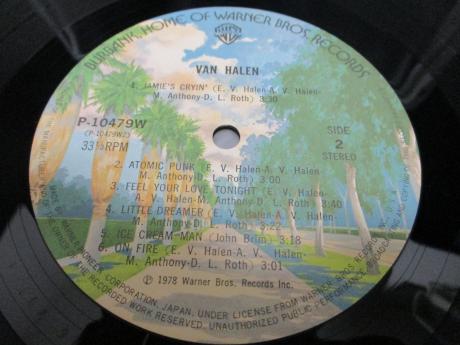 BURBANK, HOME OF WARNER BROS. RECORDS
VAN HALEN
1. JAMIE'S CRYIN' (E. V. Halen-A. V. Halen-
M. Anthony-D. L. Roth) 3:30
P-10479W
(CP-10479W2)
33⅓RPM
SIDE
2
STEREO
2. ATOMIC PUNK (E. V. Halen-A. V. Halen-
M. Anthony-D. L. Roth) 3:00
3. FEEL YOUR LOVE TONIGHT (E. V. Halen-
A. V. Halen-M. Anthony-D. L. Roth) 3:40
4. LITTLE DREAMER (E. V. Halen-A. V. Halen-
M. Anthony-D. L. Roth) 3:22
5. ICE CREAM-MAN (John Brim) 3:18
6. ON FIRE (E. V. Halen-A. V. Halen-
M. Anthony-D. L. Roth) 3:01
℗ 1978 Warner Bros. Records Inc.
PIONEER CORPORATION, JAPAN, UNDER LICENSE FROM WARNER BROS. RECORDS
THE RECORDED WORK RESERVED. UNAUTHORIZED PUBLIC PERFORMANCE